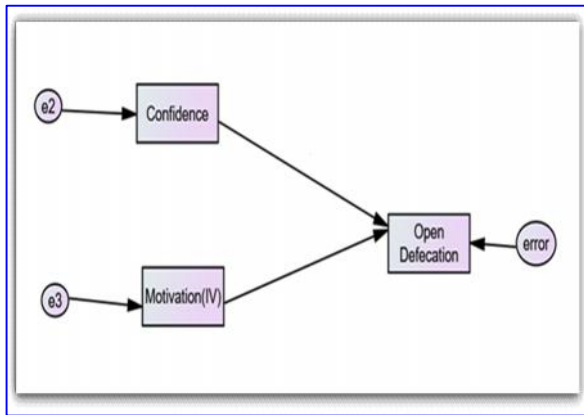 e2
Confidence
Open
Defecation
error
e3
Motivation(IV)